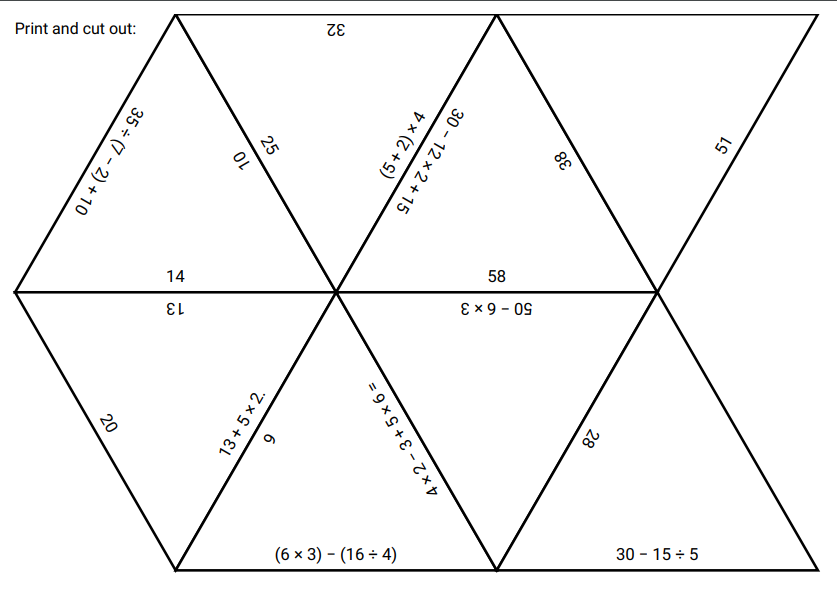 Print and cut out:
32
35 ÷ (7 − 2) + 10
10
25
(5 + 2) × 4
30 − 12 × 2 + 15
38
51
14
58
13
50 − 6 × 3
20
13 + 5 × 2.
9
4 × 2 − 3 + 5 × 6 =
28
(6 × 3) − (16 ÷ 4)
30 − 15 ÷ 5